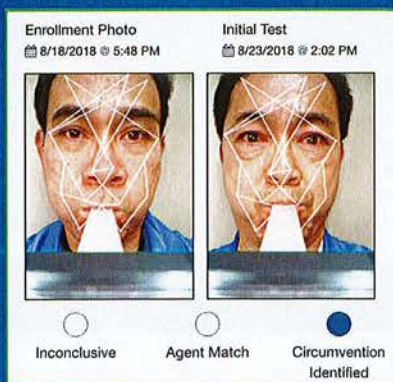 Enrollment Photo
8/18/2018 @ 5:48 PM
Initial Test
8/23/2018 @ 2:02 PM
Inconclusive
Agent Match
Circumvention
Identified